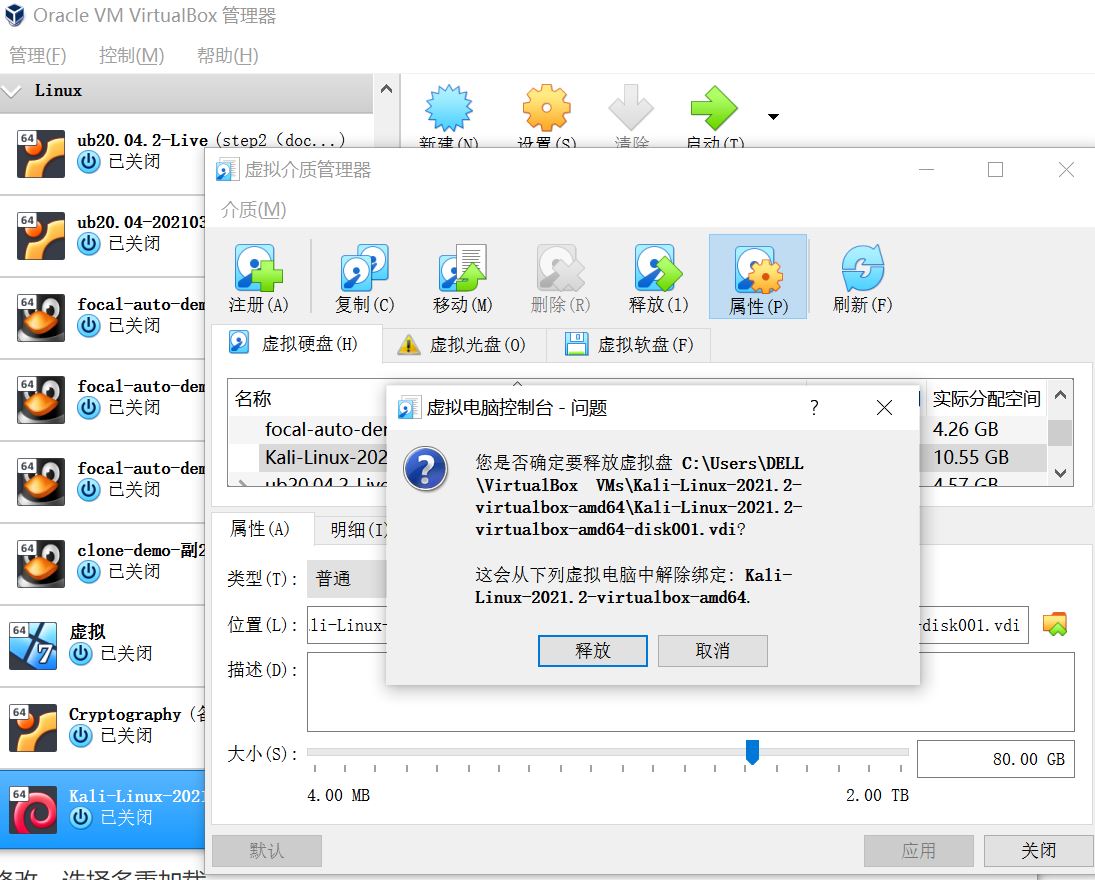 Oracle VM VirtualBox 管理器
管理(F) 控制(M) 帮助(H)
Linux
新建(N) 设置(S) 清除 启动(T)
64
ub20.04.2-Live (step2 (doc...)
已关闭
64
ub20.04-202103
已关闭
64
focal-auto-dem
已关闭
64
focal-auto-dem
已关闭
64
focal-auto-dem
已关闭
64
clone-demo-副2
已关闭
64
虚拟
已关闭
64
Cryptography (备
已关闭
64
Kali-Linux-2021
已关闭
修改，选择多重加载
虚拟介质管理器
介质(M)
注册(A) 复制(C) 移动(M) 删除(R) 释放(l) 属性(P) 刷新(F)
虚拟硬盘(H) 虚拟光盘(O) 虚拟软盘(F)
名称 实际分配空间
focal-auto-der 4.26 GB
Kali-Linux-202 10.55 GB
ub20.04.2-Live 4.57 GB
属性(A) 明细(I)
类型(T): 普通
位置(L): li-Linux- -disk001.vdi
描述(D):
大小(S): 80.00 GB
4.00 MB 2.00 TB
默认 应用 关闭
虚拟电脑控制台 - 问题
?
您是否确定要释放虚拟盘 C:\Users\DELL
\VirtualBox VMs\Kali-Linux-2021.2-
virtualbox-amd64\Kali-Linux-2021.2-
virtualbox-amd64-disk001.vdi?
这会从下列虚拟电脑中解除绑定: Kali-
Linux-2021.2-virtualbox-amd64.
释放 取消